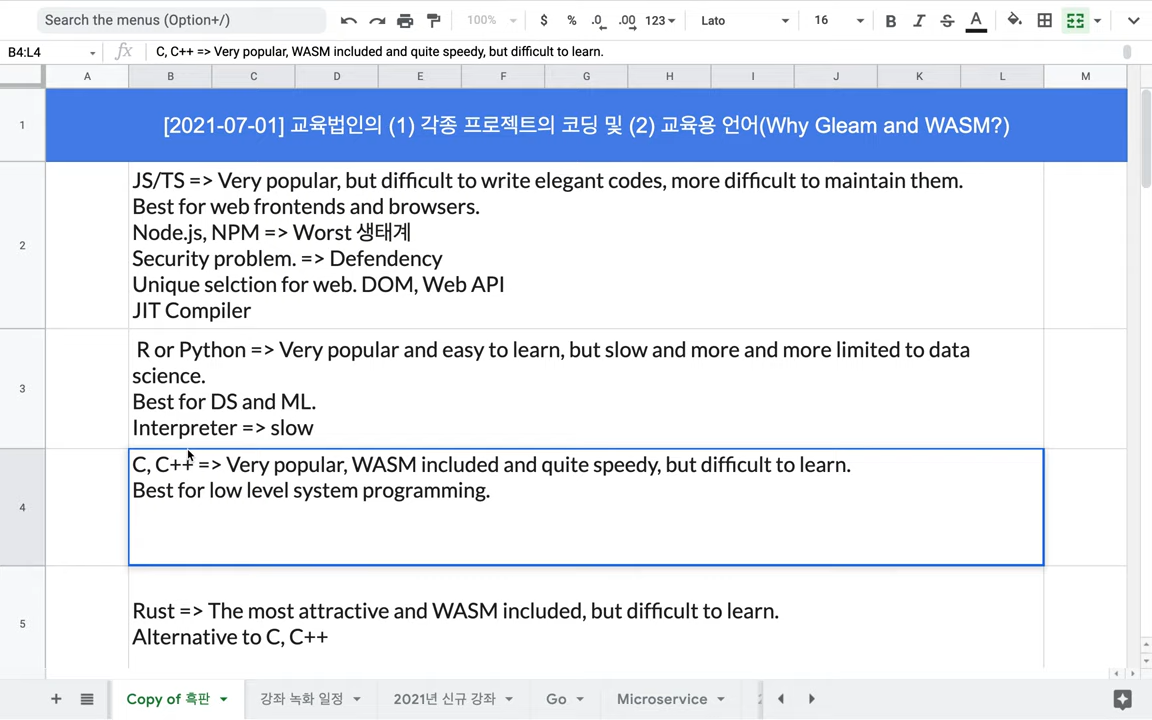 Search the menus (Option+/)
100%
$
%
.0
.00
123
Lato
16
B
I
S
A
B4:L4
fx
C, C++ => Very popular, WASM included and quite speedy, but difficult to learn.
A B C D E F G H I J K L M
1
[2021-07-01] 교육법인의 (1) 각종 프로젝트의 코딩 및 (2) 교육용 언어(Why Gleam and WASM?)
2
JS/TS => Very popular, but difficult to write elegant codes, more difficult to maintain them.
Best for web frontends and browsers.
Node.js, NPM => Worst 생태계
Security problem. => Defendency
Unique selction for web. DOM, Web API
JIT Compiler
3
R or Python => Very popular and easy to learn, but slow and more and more limited to data
science.
Best for DS and ML.
Interpreter => slow
4
C, C++ => Very popular, WASM included and quite speedy, but difficult to learn.
Best for low level system programming.
5
Rust => The most attractive and WASM included, but difficult to learn.
Alternative to C, C++
Copy of 흑판
강좌 녹화 일정
2021년 신규 강좌
Go
Microservice